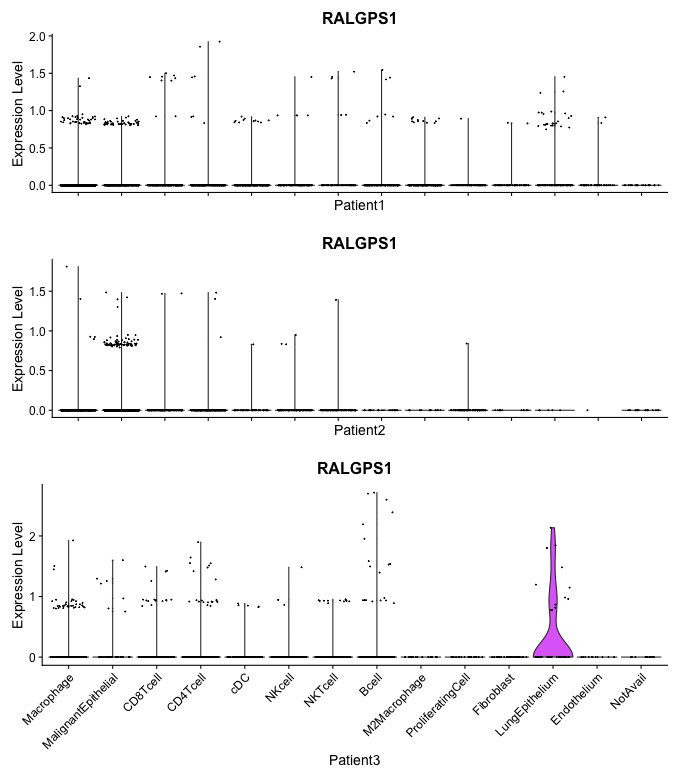 RALGPS1
Expression Level
2.0
1.5
1.0
0.5
0.0
Patient1
RALGPS1
Expression Level
1.5
1.0
0.5
0.0
Patient2
RALGPS1
Expression Level
2
1
0
Macrophage
MalignantEpithelial
CD8Tcell
CD4Tcell
cDC
NKcell
NKTcell
Bcell
M2Macrophage
ProliferatingCell
Fibroblast
LungEpithelium
Endothelium
NotAvail
Patient3